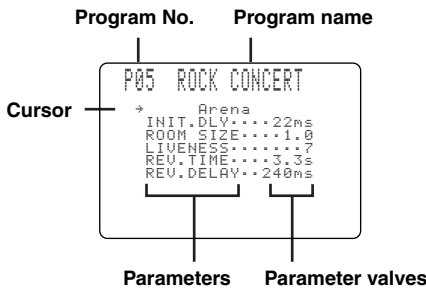 Program No. Program name
P05 ROCK CONCERT
Cursor → Arena
INIT.DLY････22ms
ROOM SIZE････1.0
LIVENESS･･･････7
REV.TIME････3.3s
REV.DELAY･･240ms
Parameters Parameter valves